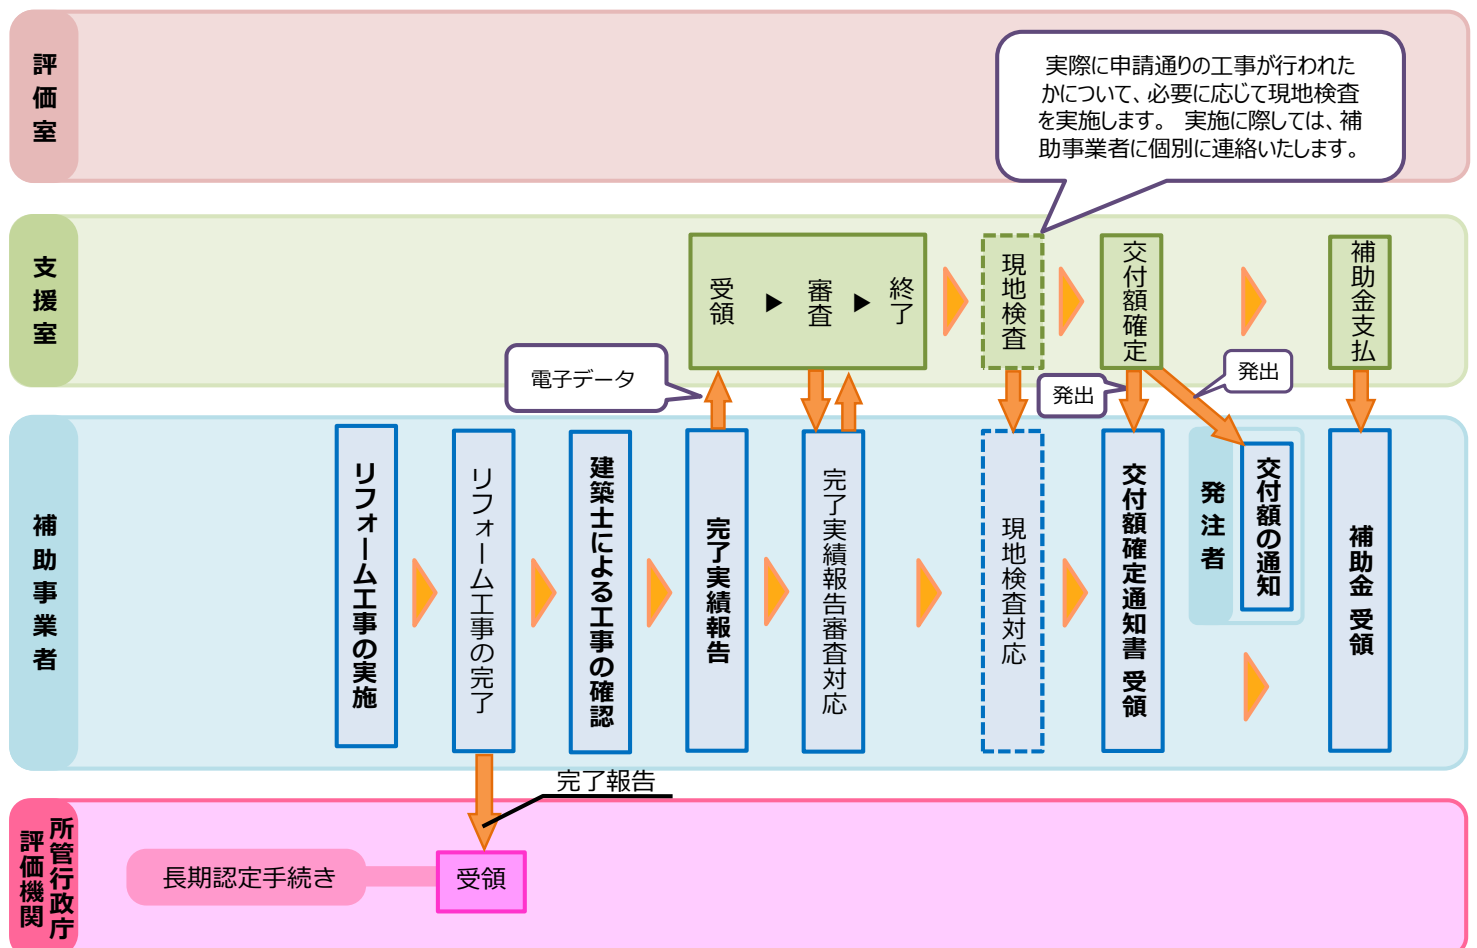 評価室
実際に申請通りの工事が行われた
かについて、必要に応じて現地検査
を実施します。 実施に際しては、補
助事業者に個別に連絡いたします。
支援室
受領
▶
審査
▶
終了
現地検査
交付額確定
補助金支払
電子データ
発出
発出
補助事業者
リフォーム工事の実施
リフォーム工事の完了
建築士による工事の確認
完了実績報告
完了実績報告審査対応
現地検査対応
交付額確定通知書 受領
発注者
交付額の通知
補助金 受領
完了報告
所管行政庁
評価機関
長期認定手続き
受領